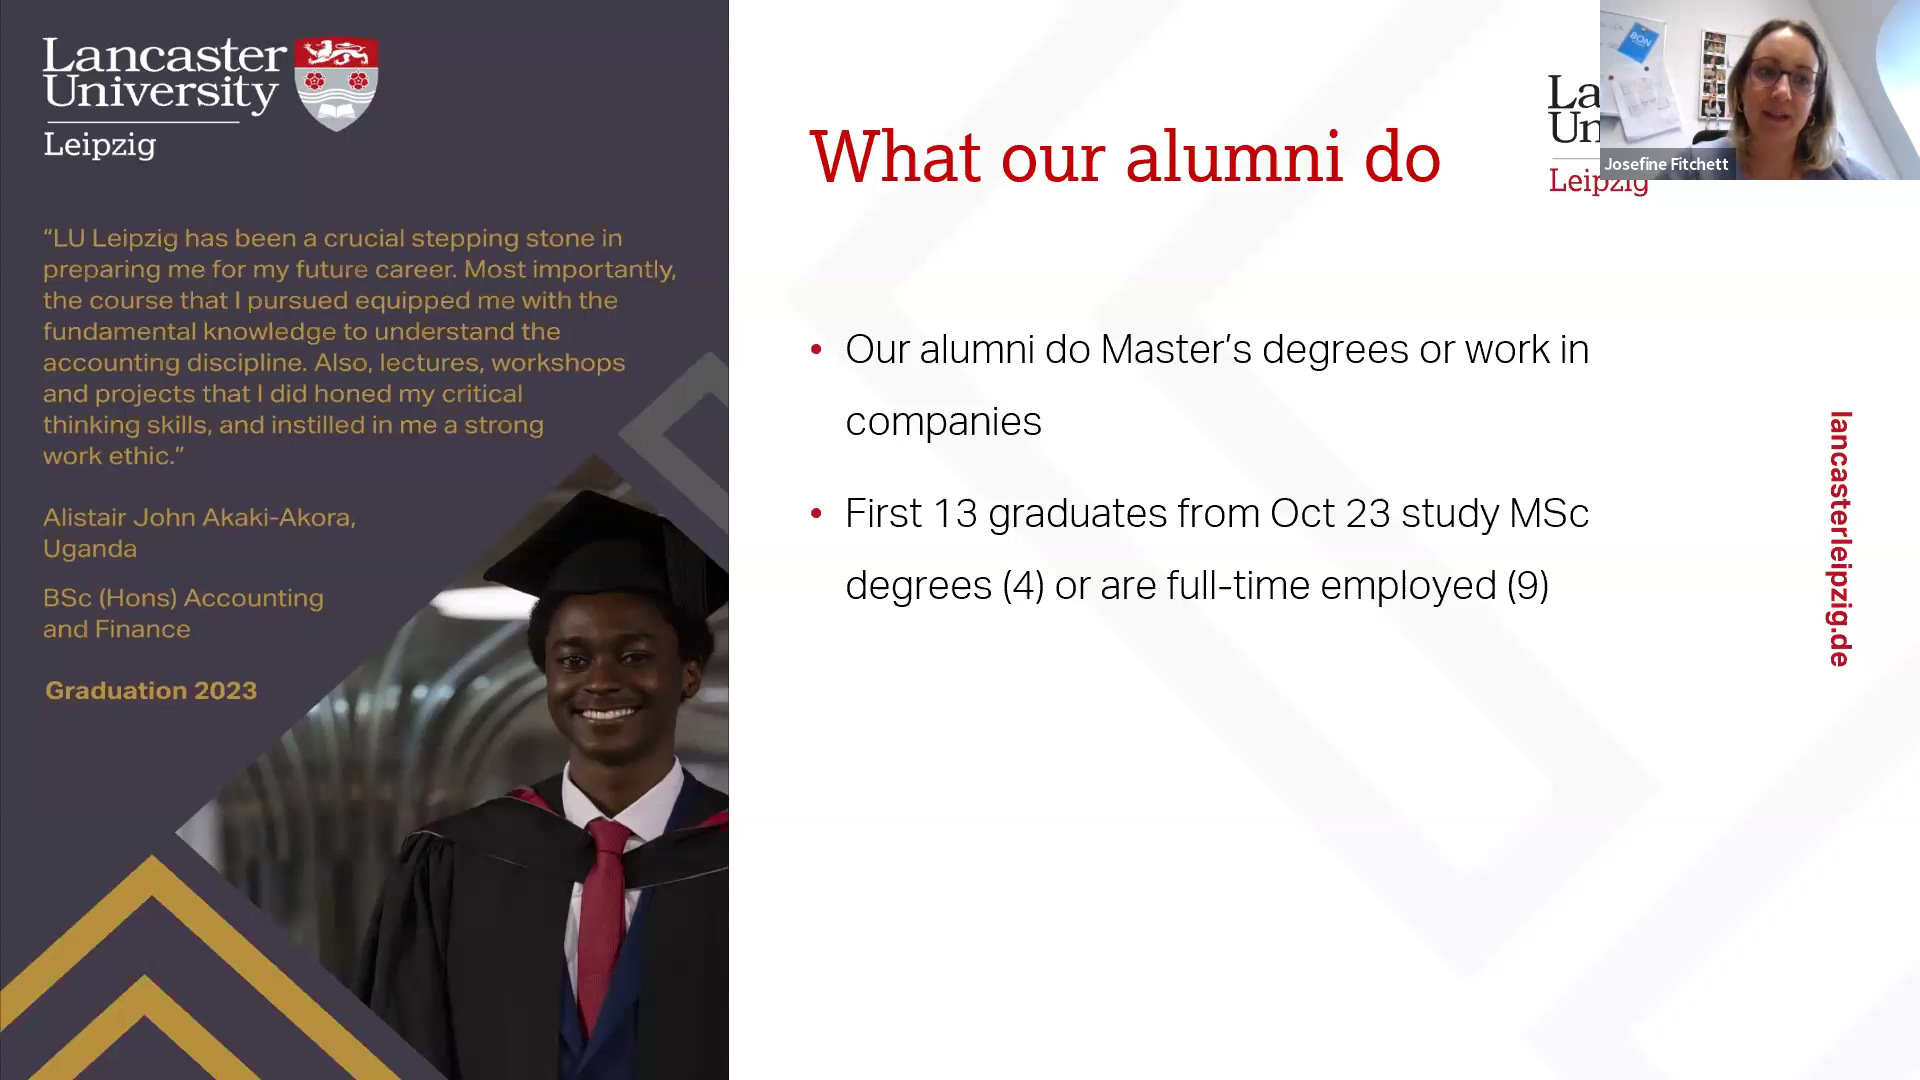 Lancaster
University
Leipzig
“LU Leipzig has been a crucial stepping stone in
preparing me for my future career. Most importantly,
the course that I pursued equipped me with the
fundamental knowledge to understand the
accounting discipline. Also, lectures, workshops
and projects that I did honed my critical
thinking skills, and instilled in me a strong
work ethic.”
Alistair John Akaki-Akora,
Uganda
BSc (Hons) Accounting
and Finance
Graduation 2023
What our alumni do
• Our alumni do Master’s degrees or work in
companies
• First 13 graduates from Oct 23 study MSc
degrees (4) or are full-time employed (9)
La
Un
Leipzig
BON
Josefine Fitchett
lancasterleipzig.de